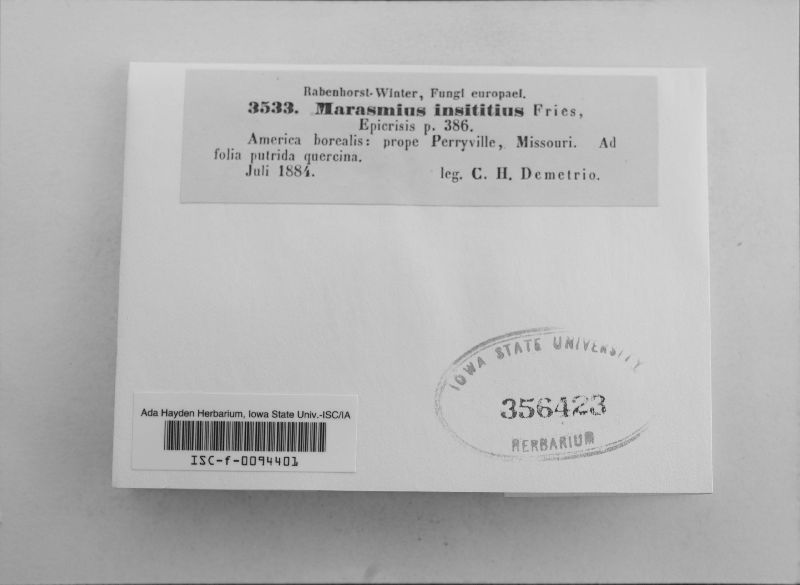 Rabenhorst-Winter, Fungi europaei.
3533. Marasmius insititius Fries,
Epicrisis p. 386.
America borealis: prope Perryville, Missouri. Ad
folia putrida quercina.
Juli 1884. leg. C. H. Demetrio.
IOWA STATE UNIVERSITY
356423
HERBARIUM
Ada Hayden Herbarium, Iowa State Univ.-ISC/IA
ISC-f-0094401